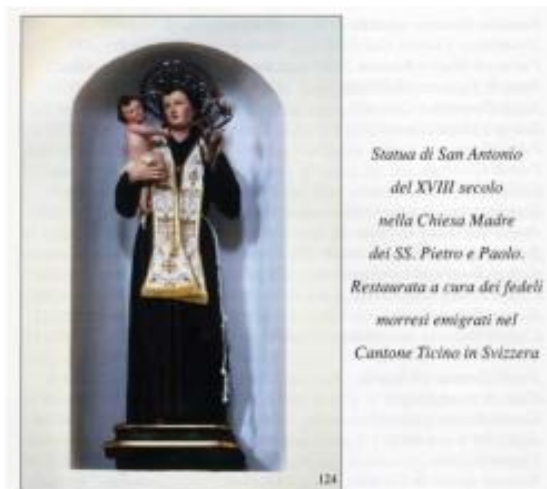 Statua di San Antonio
del XVIII secolo
nella Chiesa Madre
dei SS. Pietro e Paolo.
Restaurata a cura dei fedeli
morresi emigrati nel
Cantone Ticino in Svizzera
124